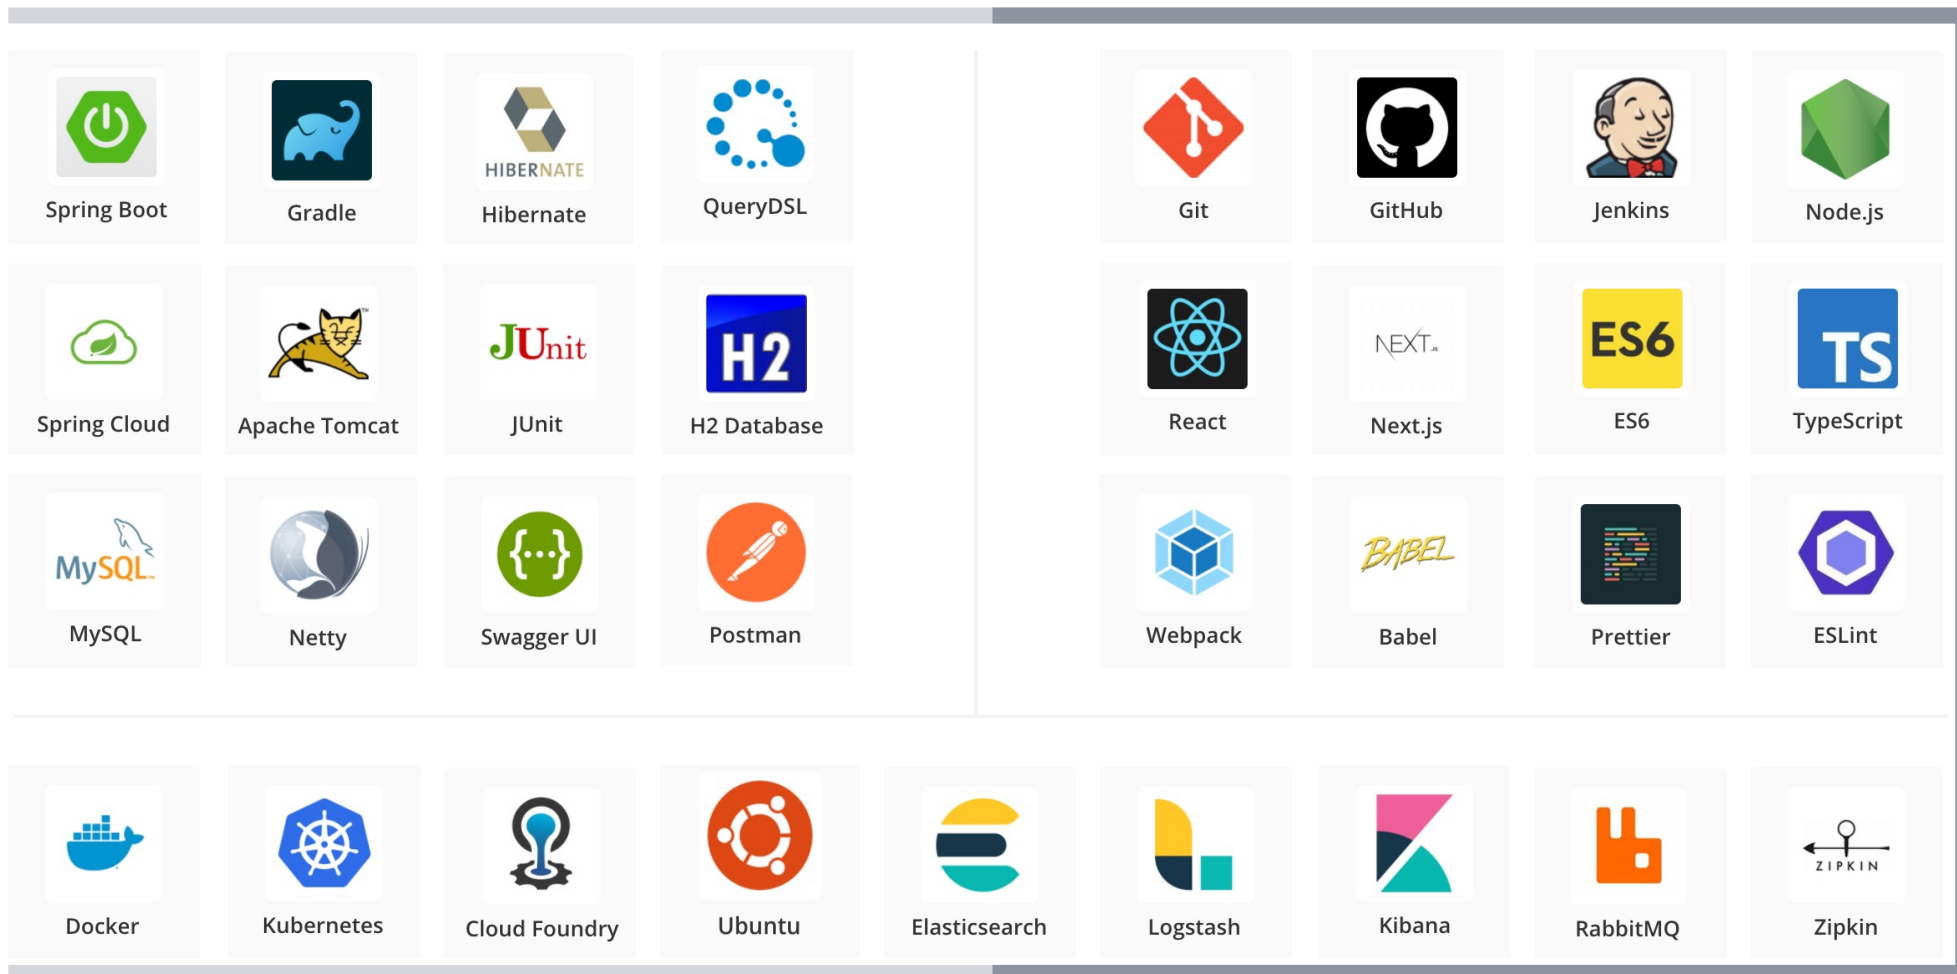 HIBERNATE
Spring Boot
Gradle
Hibernate
QueryDSL
Git
GitHub
Jenkins
Node.js
JUnit
H2
NEXT.JS
ES6
TS
Spring Cloud
Apache Tomcat
JUnit
H2 Database
React
Next.js
ES6
TypeScript
MySQL
{...}
BABEL
MySQL
Netty
Swagger UI
Postman
Webpack
Babel
Prettier
ESLint
ZIPKIN
Docker
Kubernetes
Cloud Foundry
Ubuntu
Elasticsearch
Logstash
Kibana
RabbitMQ
Zipkin